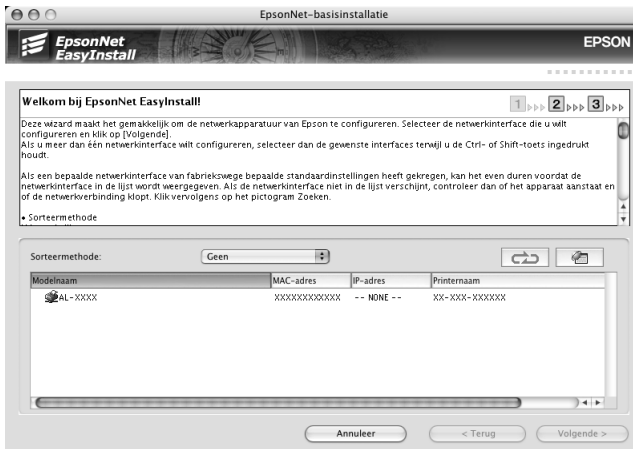 EpsonNet-basisinstallatie
EpsonNet
EasyInstall
EPSON
Welkom bij EpsonNet EasyInstall!
1 2 3
Deze wizard maakt het gemakkelijk om de netwerkapparatuur van Epson te configureren. Selecteer de netwerkinterface die u wilt
configureren en klik op [Volgende].
Als u meer dan één netwerkinterface wilt configureren, selecteer dan de gewenste interfaces terwijl u de Ctrl- of Shift-toets ingedrukt
houdt.
Als een bepaalde netwerkinterface van fabriekswege bepaalde standaardinstellingen heeft gekregen, kan het even duren voordat de
netwerkinterface in de lijst wordt weergegeven. Als de netwerkinterface niet in de lijst verschijnt, controleer dan of het apparaat aanstaat en
of de netwerkverbinding klopt. Klik vervolgens op het pictogram Zoeken.
• Sorteermethode
Sorteermethode: Geen
Modelnaam MAC-adres IP-adres Printernaam
AL-XXXX XXXXXXXXXXXX -- NONE -- XX-XXX-XXXXXX
Annuleer < Terug Volgende >